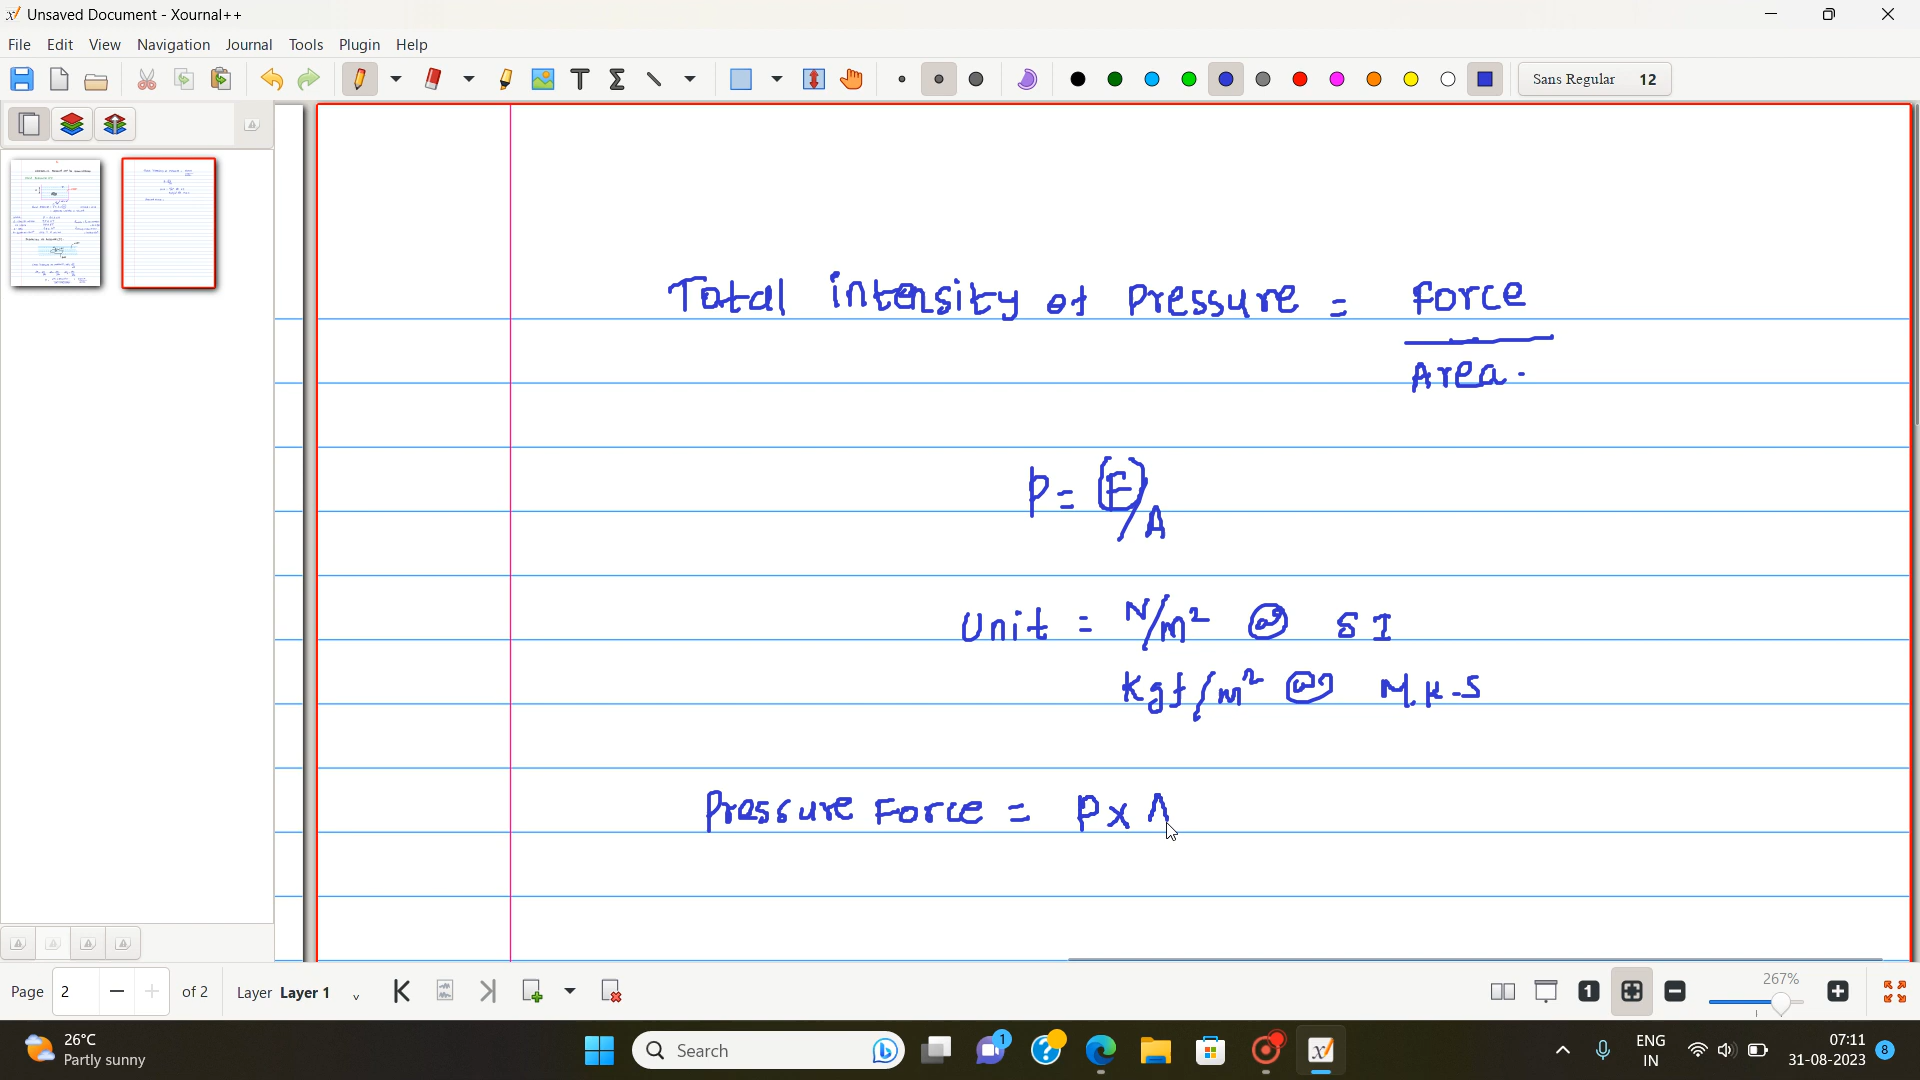 Unsaved Document - Xournal++
File Edit View Navigation Journal Tools Plugin Help
Sans Regular 12
Total intensity of Pressure = Force
Area.
P = (F)/A
Unit = N/m² @ S I
Kgf/m² @ M.K-S
Pressure Force = P x A
Page 2 of 2 Layer Layer 1 267%
26°C
Partly sunny
Search
1
ENG
IN
07:11
31-08-2023
8